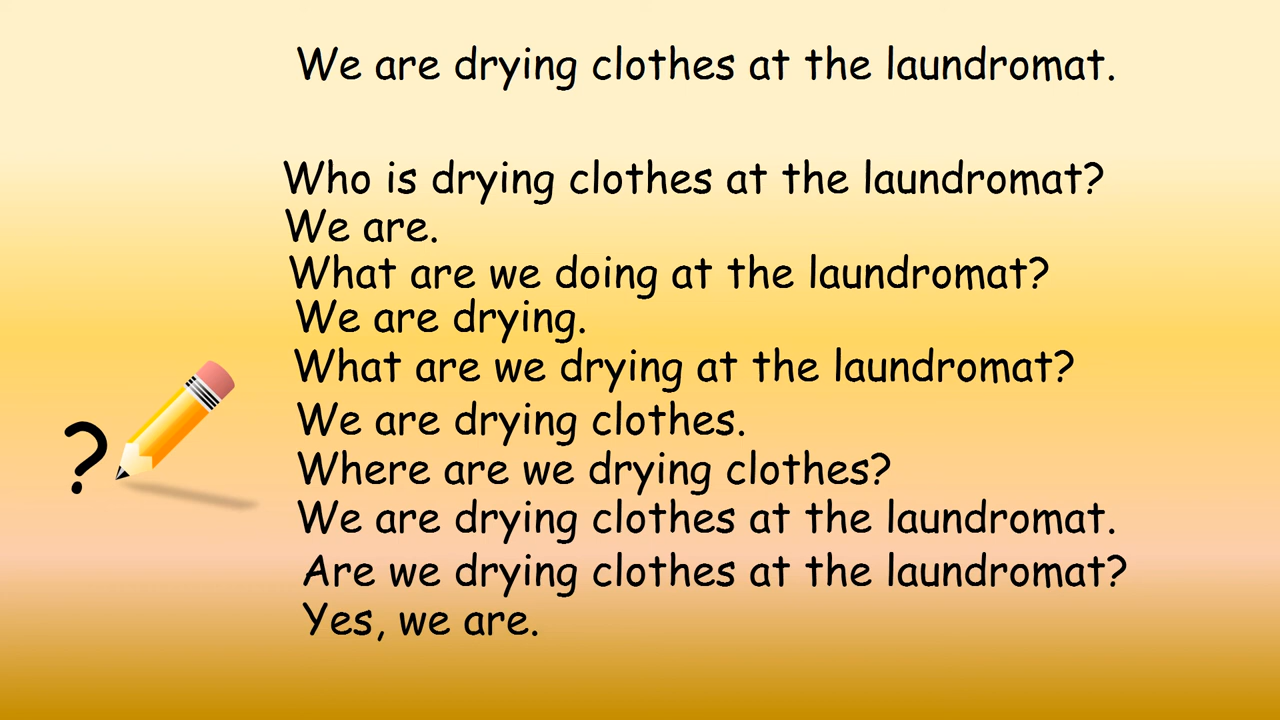 We are drying clothes at the laundromat.
Who is drying clothes at the laundromat?
We are.
What are we doing at the laundromat?
We are drying.
What are we drying at the laundromat?
We are drying clothes.
Where are we drying clothes?
We are drying clothes at the laundromat.
Are we drying clothes at the laundromat?
Yes, we are.
?